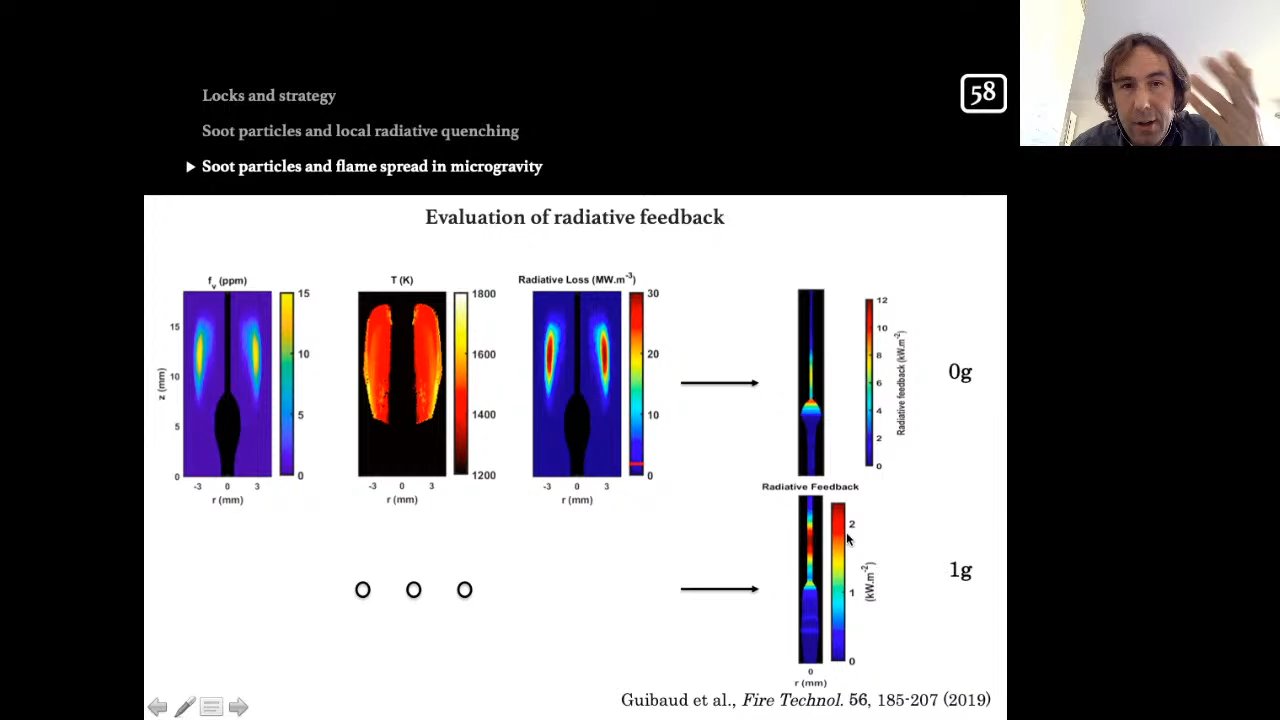 Locks and strategy
58
Soot particles and local radiative quenching
Soot particles and flame spread in microgravity
Evaluation of radiative feedback
fv (ppm)
T (K)
Radiative Loss (MW.m-3)
15
10
5
0
z (mm)
15
10
5
0
-3 0 3
r (mm)
1800
1600
1400
1200
-3 0 3
r (mm)
30
20
10
0
-3 0 3
r (mm)
12
10
8
6
4
2
0
Radiative feedback (kW.m-2)
0g
Radiative Feedback
2
1
0
(kW.m-2)
0
r (mm)
1g
Guibaud et al., Fire Technol. 56, 185-207 (2019)